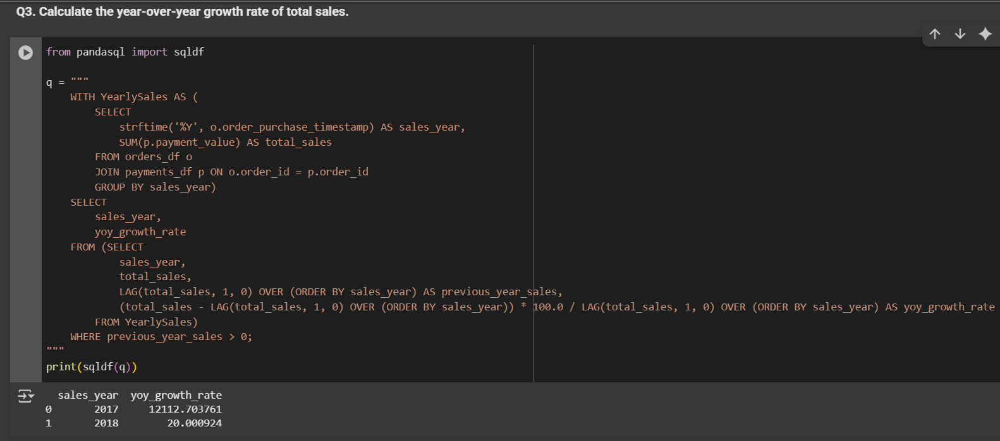 Q3. Calculate the year-over-year growth rate of total sales.
from pandasql import sqldf
q = """
WITH YearlySales AS (
SELECT
strftime('%Y', o.order_purchase_timestamp) AS sales_year,
SUM(p.payment_value) AS total_sales
FROM orders_df o
JOIN payments_df p ON o.order_id = p.order_id
GROUP BY sales_year)
SELECT
sales_year,
yoy_growth_rate
FROM (SELECT
sales_year,
total_sales,
LAG(total_sales, 1, 0) OVER (ORDER BY sales_year) AS previous_year_sales,
(total_sales - LAG(total_sales, 1, 0) OVER (ORDER BY sales_year)) * 100.0 / LAG(total_sales, 1, 0) OVER (ORDER BY sales_year) AS yoy_growth_rate
FROM YearlySales)
WHERE previous_year_sales > 0;
"""
print(sqldf(q))
sales_year yoy_growth_rate
0 2017 12112.703761
1 2018 20.000924